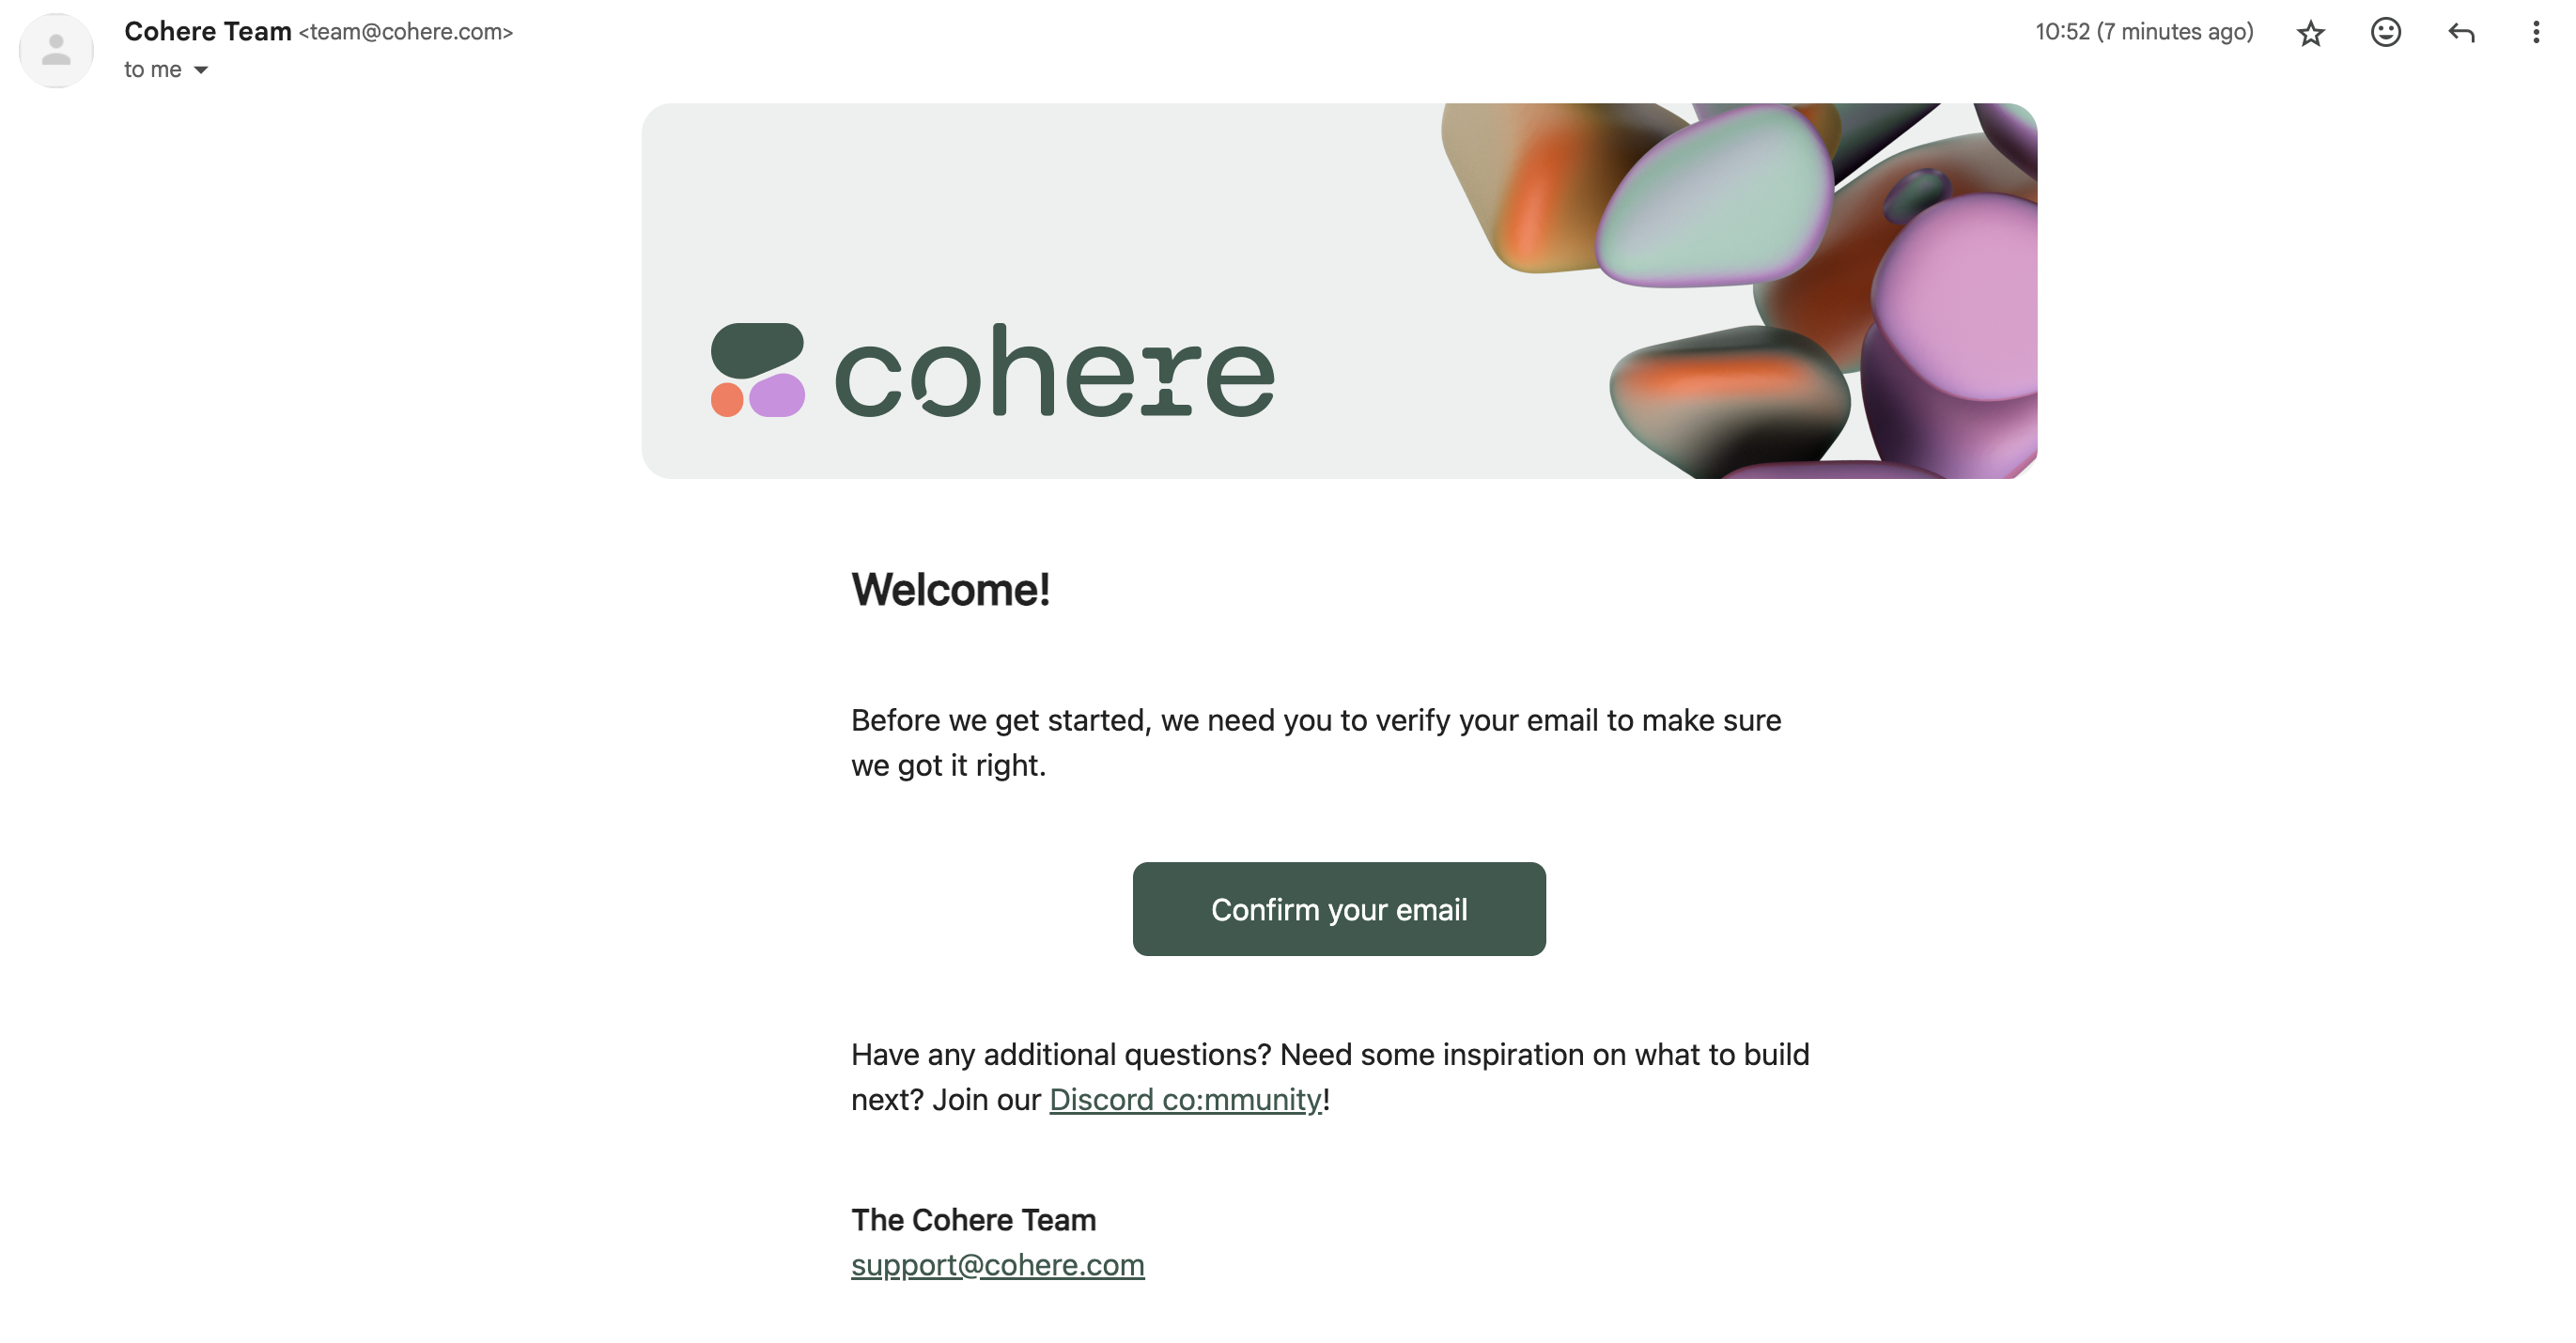 Cohere Team <team@cohere.com>
10:52 (7 minutes ago)
to me
cohere
Welcome!
Before we get started, we need you to verify your email to make sure
we got it right.
Confirm your email
Have any additional questions? Need some inspiration on what to build
next? Join our Discord co:mmunity!
The Cohere Team
support@cohere.com